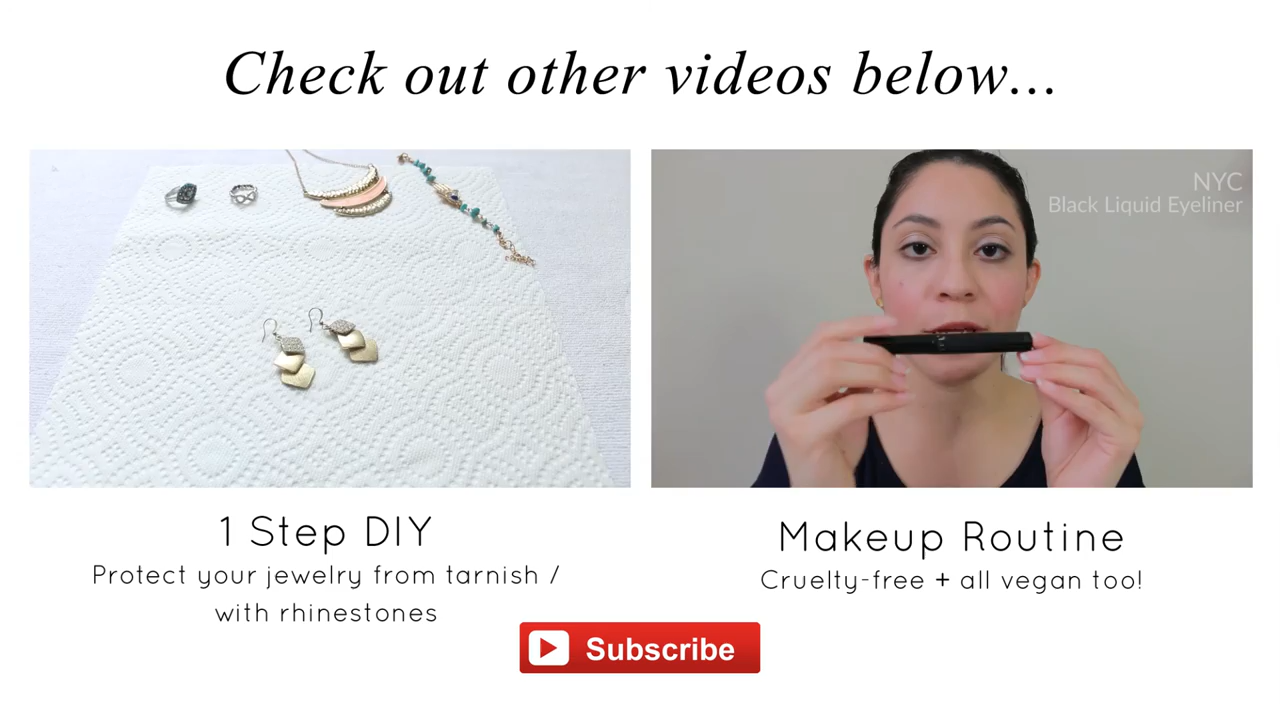 Check out other videos below...
NYC
Black Liquid Eyeliner
1 Step DIY
Protect your jewelry from tarnish /
with rhinestones
Makeup Routine
Cruelty-free + all vegan too!
Subscribe